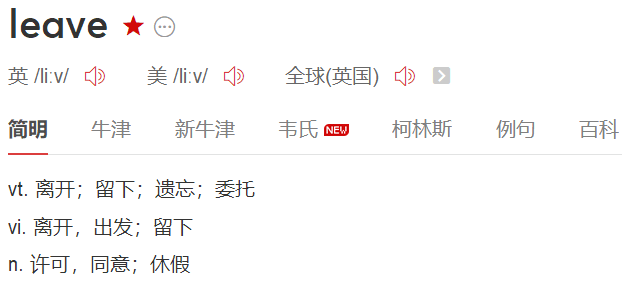 leave
英 /liːv/ 美 /liːv/ 全球(英国)
简明 牛津 新牛津 韦氏 NEW 柯林斯 例句 百科
vt. 离开；留下；遗忘；委托
vi. 离开，出发；留下
n. 许可，同意；休假